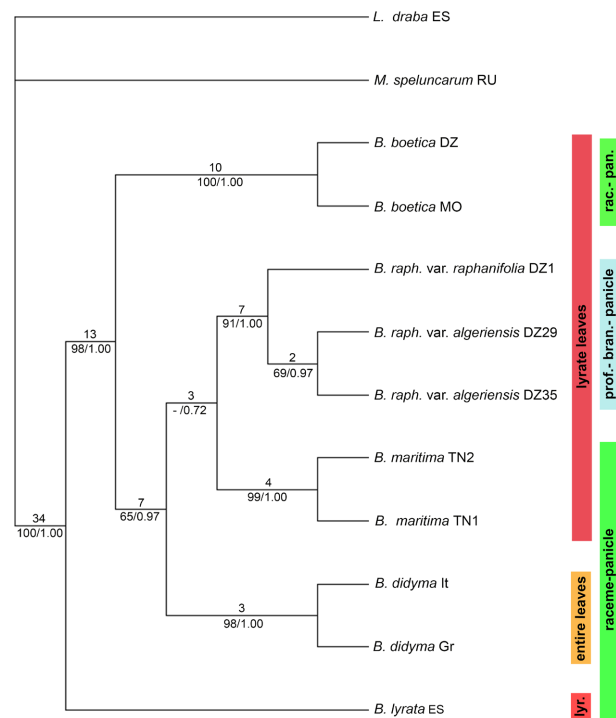 L. draba ES
M. speluncarum RU
B. boetica DZ
10
100/1.00
B. boetica MO
B. raph. var. raphanifolia DZ1
7
91/1.00
B. raph. var. algeriensis DZ29
13
98/1.00
2
69/0.97
B. raph. var. algeriensis DZ35
3
- /0.72
B. maritima TN2
4
99/1.00
7
65/0.97
B. maritima TN1
34
100/1.00
B. didyma It
3
98/1.00
B. didyma Gr
B. lyrata ES
lyrate leaves
entire leaves
lyr.
rac.- pan.
prof.- bran.- panicle
raceme-panicle